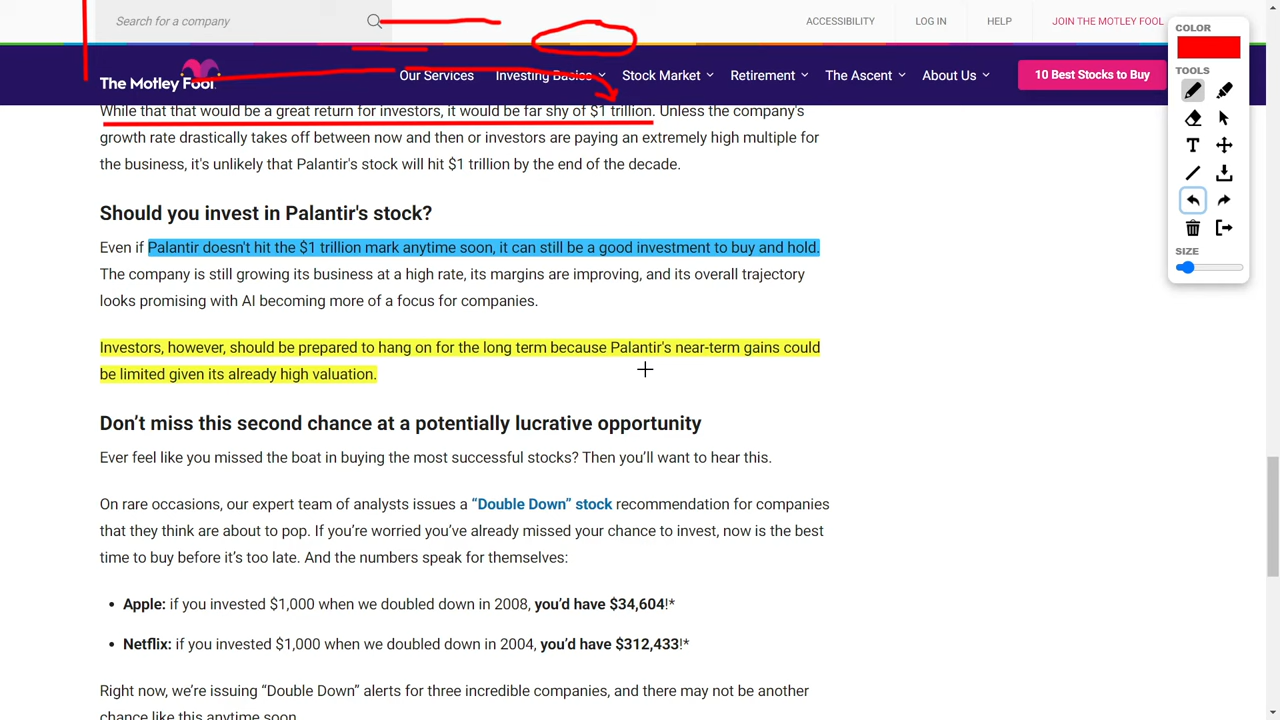 Search for a company
ACCESSIBILITY LOG IN HELP JOIN THE MOTLEY FOOL
The Motley Fool. Our Services Investing Basics Stock Market Retirement The Ascent About Us 10 Best Stocks to Buy
COLOR
TOOLS
T
SIZE
While that that would be a great return for investors, it would be far shy of $1 trillion. Unless the company's
growth rate drastically takes off between now and then or investors are paying an extremely high multiple for
the business, it's unlikely that Palantir's stock will hit $1 trillion by the end of the decade.
Should you invest in Palantir's stock?
Even if Palantir doesn't hit the $1 trillion mark anytime soon, it can still be a good investment to buy and hold.
The company is still growing its business at a high rate, its margins are improving, and its overall trajectory
looks promising with AI becoming more of a focus for companies.
Investors, however, should be prepared to hang on for the long term because Palantir's near-term gains could
be limited given its already high valuation.
Don’t miss this second chance at a potentially lucrative opportunity
Ever feel like you missed the boat in buying the most successful stocks? Then you’ll want to hear this.
On rare occasions, our expert team of analysts issues a “Double Down” stock recommendation for companies
that they think are about to pop. If you’re worried you’ve already missed your chance to invest, now is the best
time to buy before it’s too late. And the numbers speak for themselves:
• Apple: if you invested $1,000 when we doubled down in 2008, you’d have $34,604!*
• Netflix: if you invested $1,000 when we doubled down in 2004, you’d have $312,433!*
Right now, we’re issuing “Double Down” alerts for three incredible companies, and there may not be another
chance like this anytime soon.